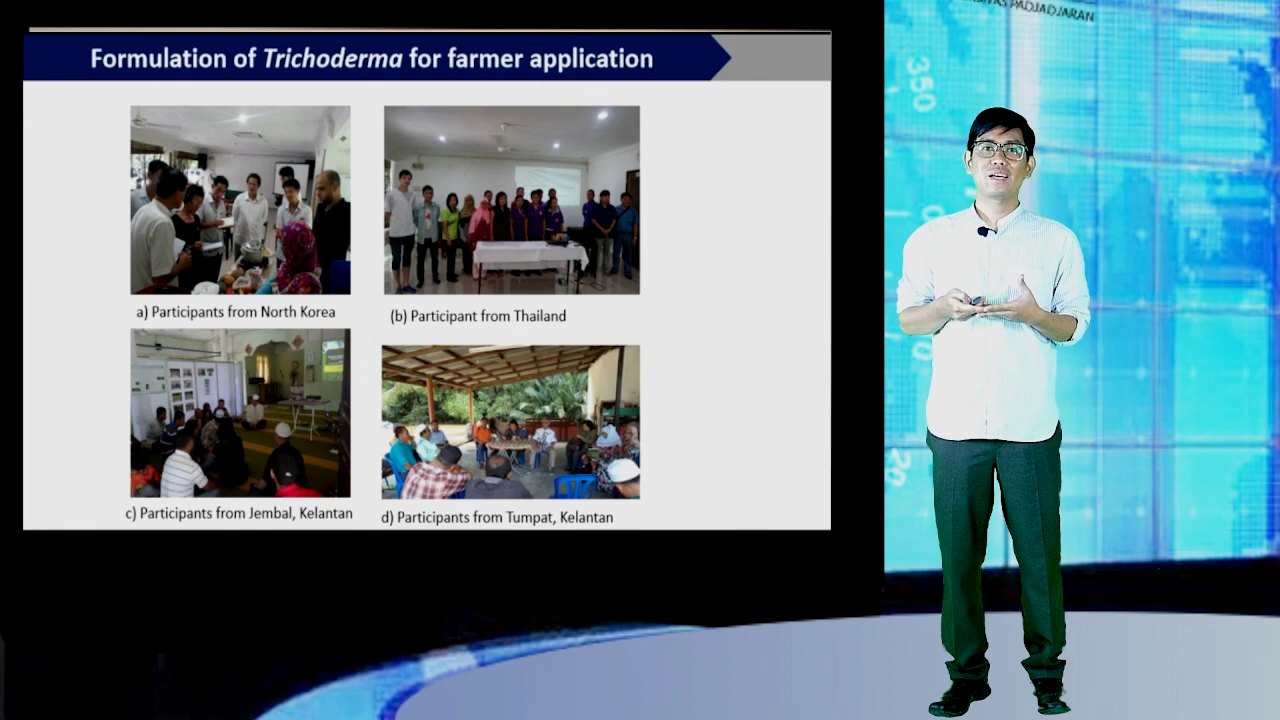 Formulation of Trichoderma for farmer application
a) Participants from North Korea
(b) Participant from Thailand
c) Participants from Jembal, Kelantan
d) Participants from Tumpat, Kelantan
PADJADJARAN
350
20